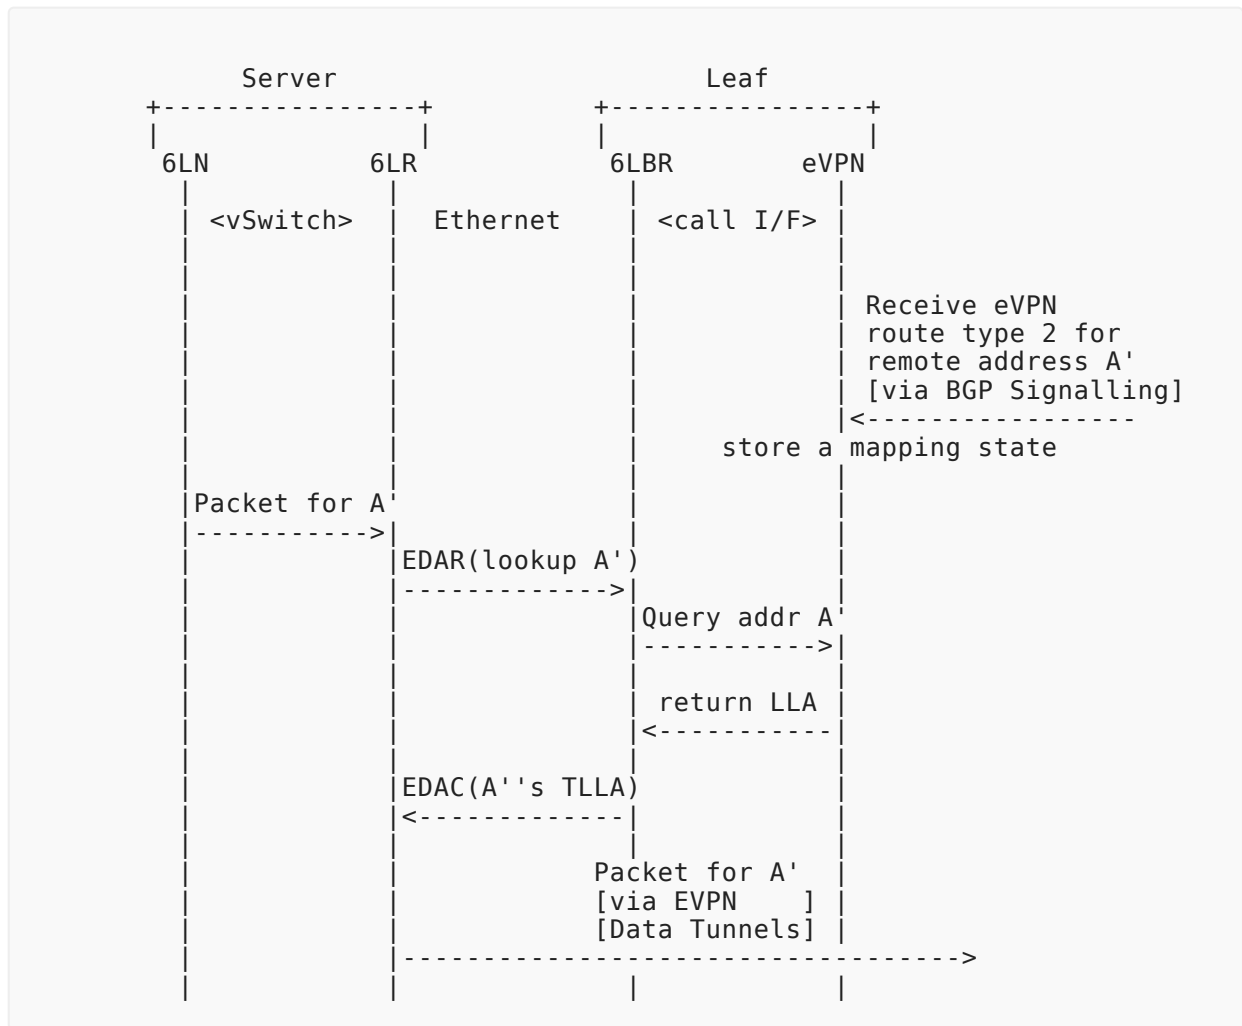 Server Leaf
+----------------+ +----------------+
6LN 6LR 6LBR eVPN
<vSwitch> Ethernet <call I/F>
Receive eVPN
route type 2 for
remote address A'
[via BGP Signalling]
<-----------------
store a mapping state
Packet for A'
----------->
EDAR(lookup A')
------------->
Query addr A'
----------->
return LLA
<-----------
EDAC(A''s TLLA)
<-------------
Packet for A'
[via EVPN    ]
[Data Tunnels]
----------------------------------->